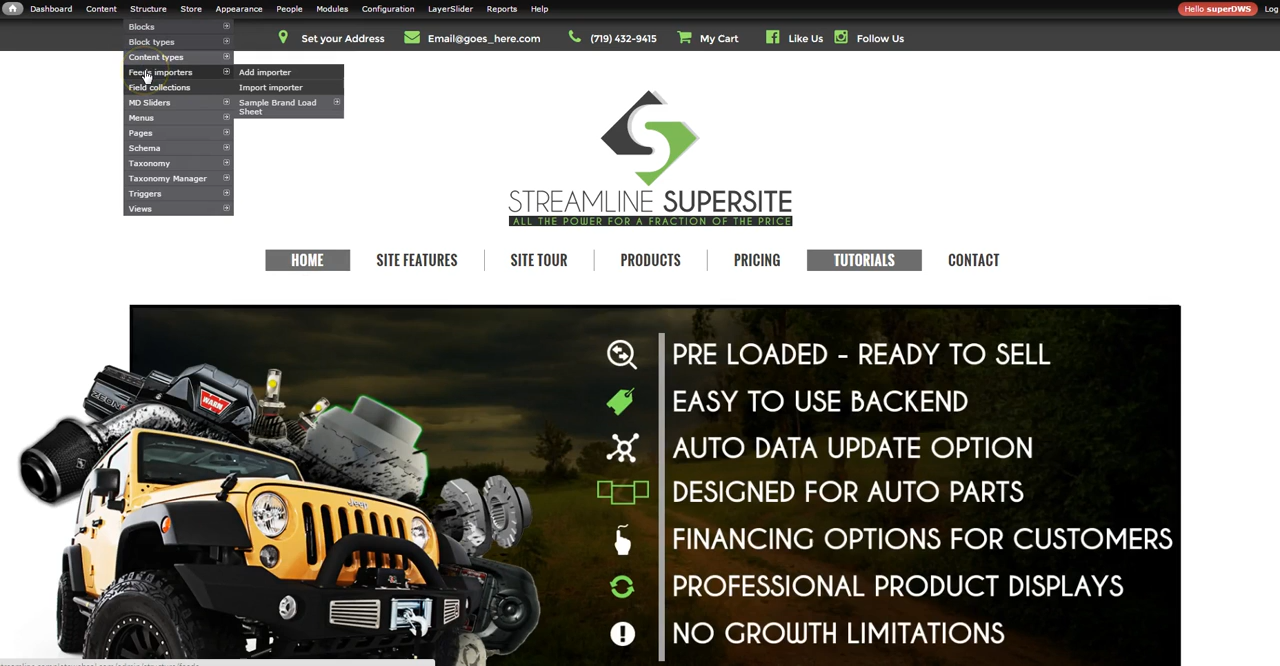 Dashboard Content Structure Store Appearance People Modules Configuration LayerSlider Reports Help Hello superDWS Log
Blocks
Block types
Content types
Feeds importers
Field collections
MD Sliders
Menus
Pages
Schema
Taxonomy
Taxonomy Manager
Triggers
Views
Add importer
Import importer
Sample Brand Load
Sheet
Set your Address Email@goes_here.com (719) 432-9415 My Cart Like Us Follow Us
STREAMLINE SUPERSITE
ALL THE POWER FOR A FRACTION OF THE PRICE
HOME SITE FEATURES SITE TOUR PRODUCTS PRICING TUTORIALS CONTACT
PRE LOADED - READY TO SELL
EASY TO USE BACKEND
AUTO DATA UPDATE OPTION
DESIGNED FOR AUTO PARTS
FINANCING OPTIONS FOR CUSTOMERS
PROFESSIONAL PRODUCT DISPLAYS
NO GROWTH LIMITATIONS
ZEON
WARN
Jeep